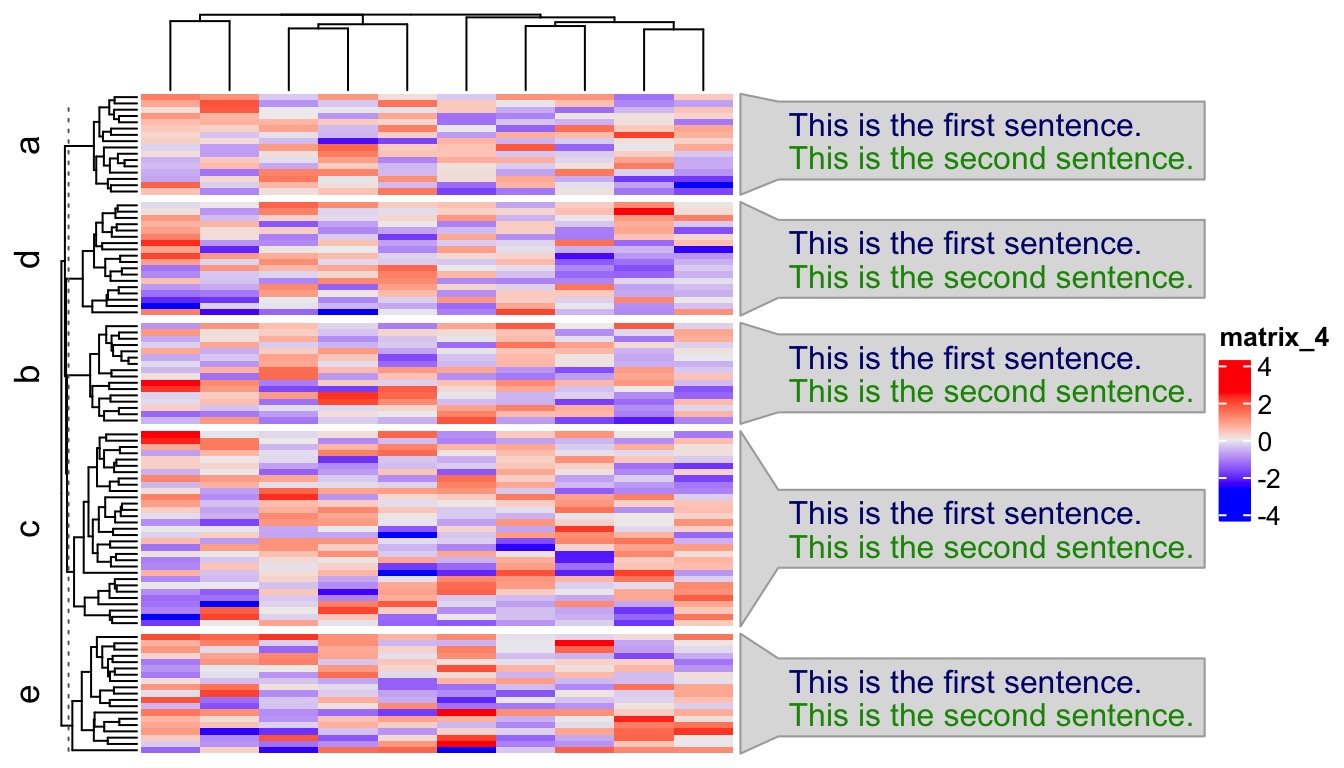 a
This is the first sentence.
This is the second sentence.
d
This is the first sentence.
This is the second sentence.
b
This is the first sentence.
This is the second sentence.
c
This is the first sentence.
This is the second sentence.
e
This is the first sentence.
This is the second sentence.
matrix_4
4
2
0
-2
-4